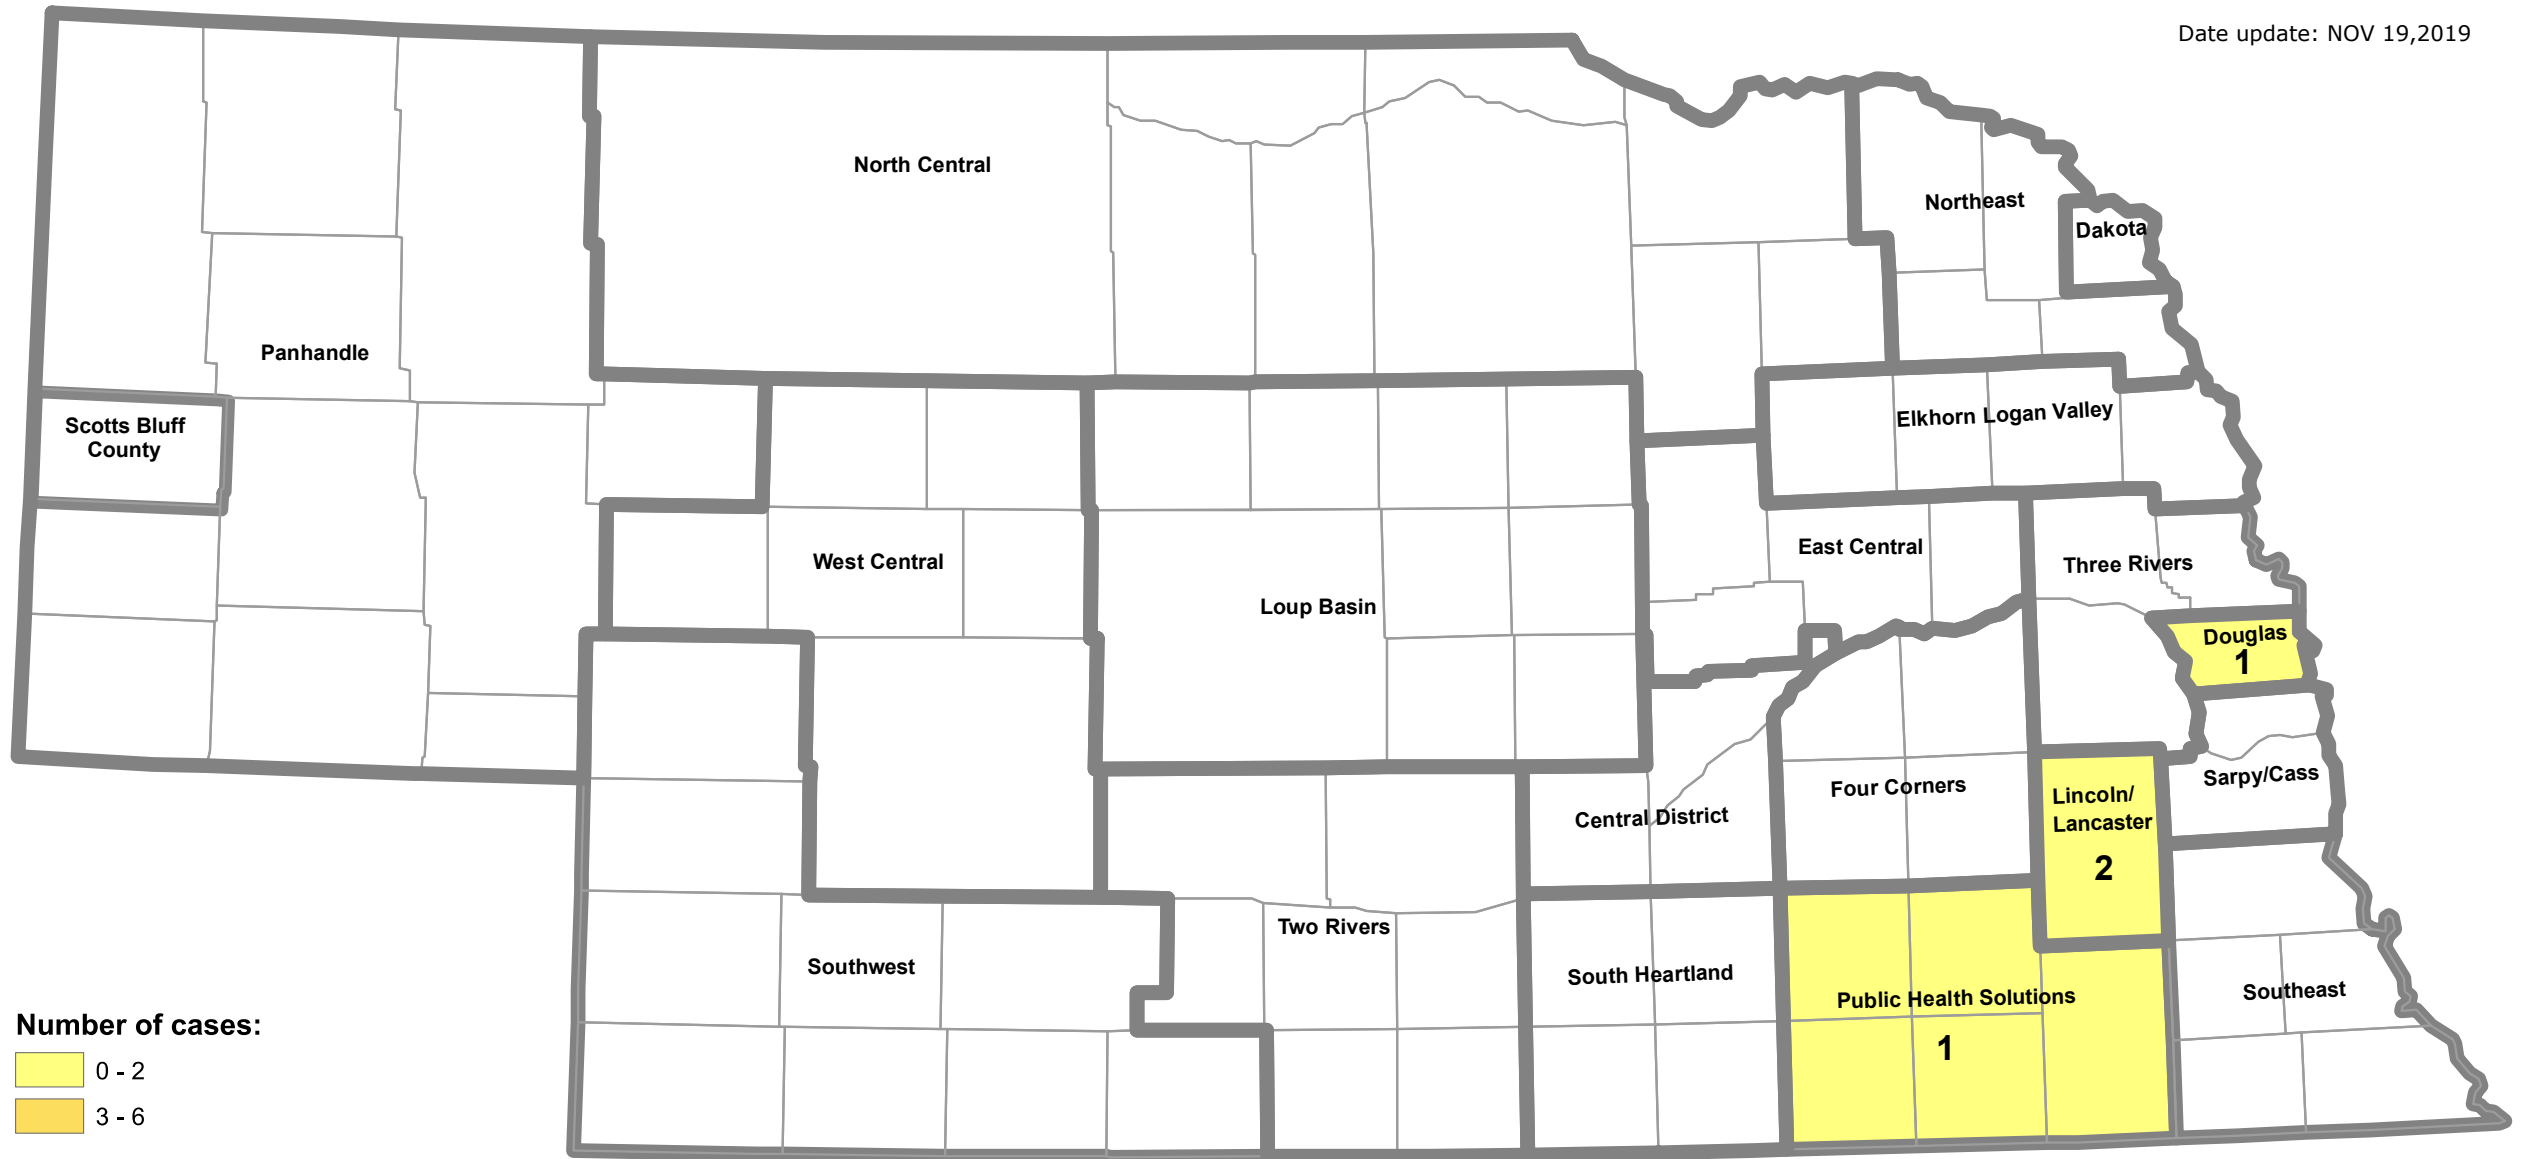 Date update: NOV 19,2019
North Central
Northeast
Dakota
Panhandle
Scotts Bluff
County
Elkhorn Logan Valley
West Central
East Central
Three Rivers
Loup Basin
Douglas
1
Sarpy/Cass
Four Corners
Lincoln/
Lancaster
2
Central District
Two Rivers
Southwest
South Heartland
Public Health Solutions
1
Southeast
Number of cases:
0 - 2
3 - 6